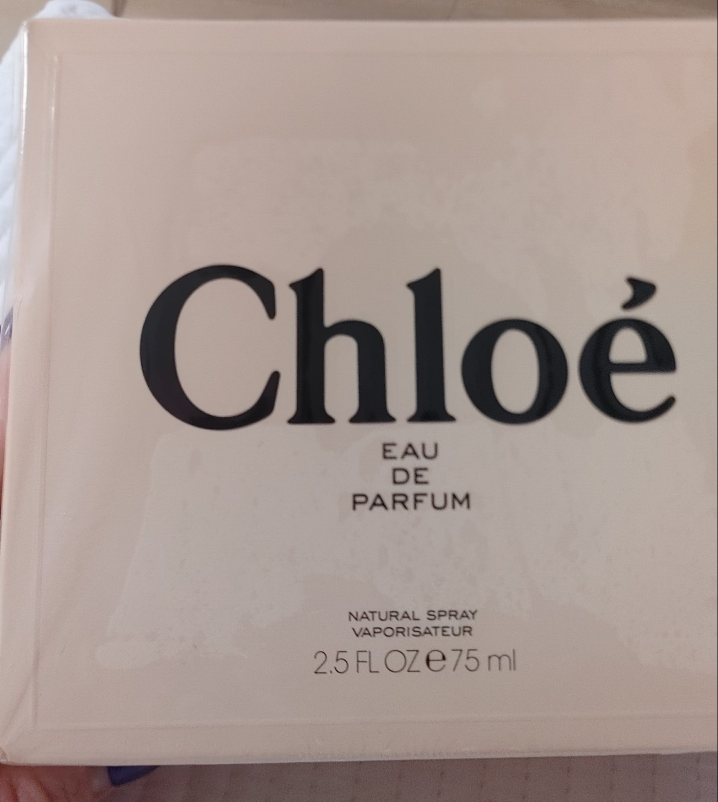 Chloé
EAU
DE
PARFUM
NATURAL SPRAY
VAPORISATEUR
2.5 FL OZ ℮ 75 ml